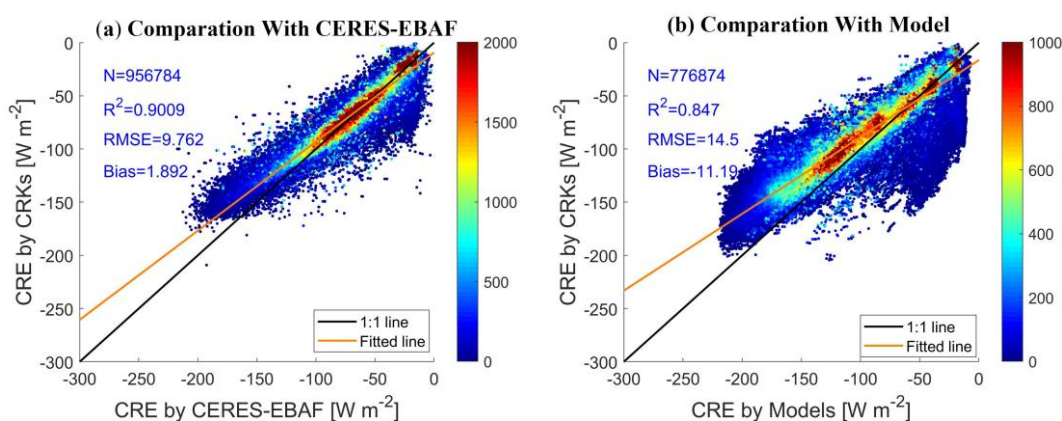 (a) Comparation With CERES-EBAF
N=956784
R²=0.9009
RMSE=9.762
Bias=1.892
CRE by CRKs [W m⁻²]
0
-50
-100
-150
-200
-250
-300
-300 -250 -200 -150 -100 -50 0
CRE by CERES-EBAF [W m⁻²]
1:1 line
Fitted line
2000
1500
1000
500
0
(b) Comparation With Model
N=776874
R²=0.847
RMSE=14.5
Bias=-11.19
CRE by CRKs [W m⁻²]
0
-50
-100
-150
-200
-250
-300
-300 -250 -200 -150 -100 -50 0
CRE by Models [W m⁻²]
1:1 line
Fitted line
1000
800
600
400
200
0